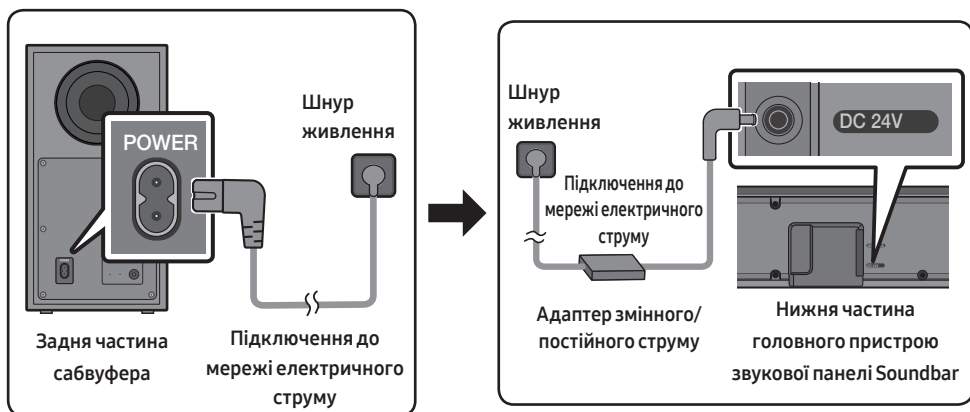 POWER
Шнур
живлення
Задня частина
сабвуфера
Підключення до
мережі електричного
струму
Шнур
живлення
DC 24V
Підключення до
мережі електричного
струму
Адаптер змінного/
постійного струму
Нижня частина
головного пристрою
звукової панелі Soundbar